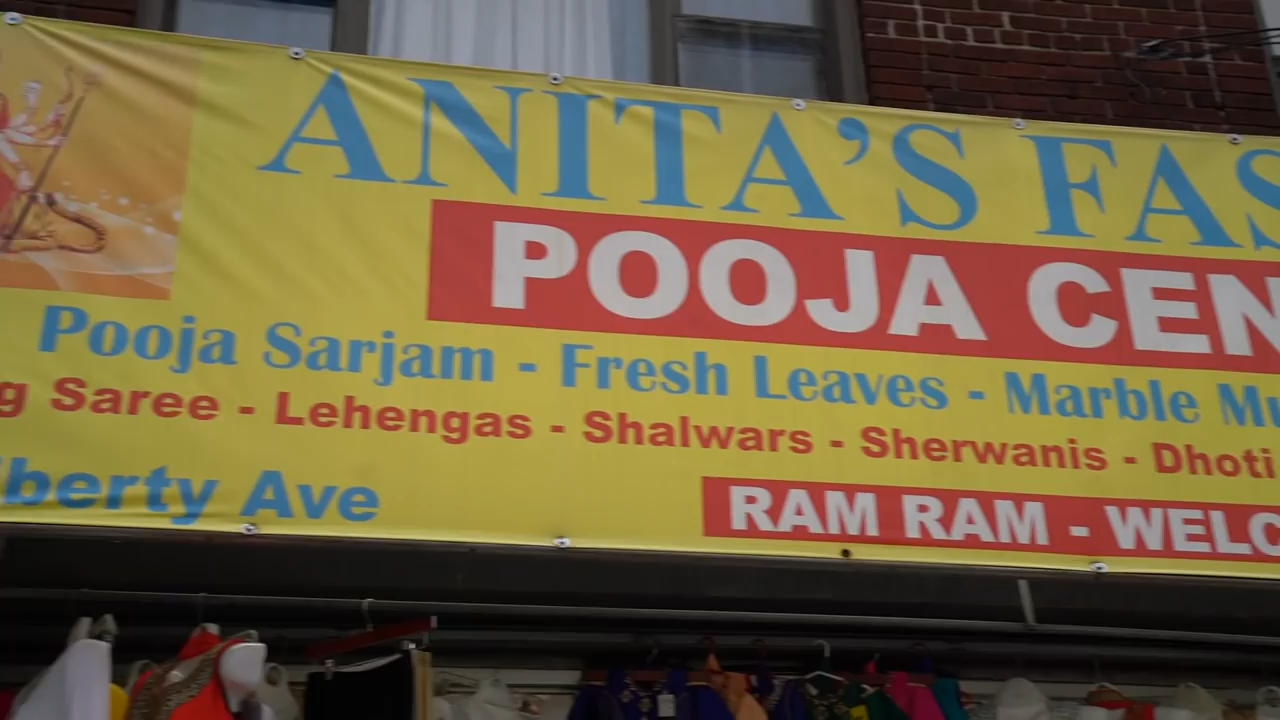 ANITA'S FAS
POOJA CEN
Pooja Sarjam - Fresh Leaves - Marble Mu
g Saree - Lehengas - Shalwars - Sherwanis - Dhoti
iberty Ave
RAM RAM - WELC